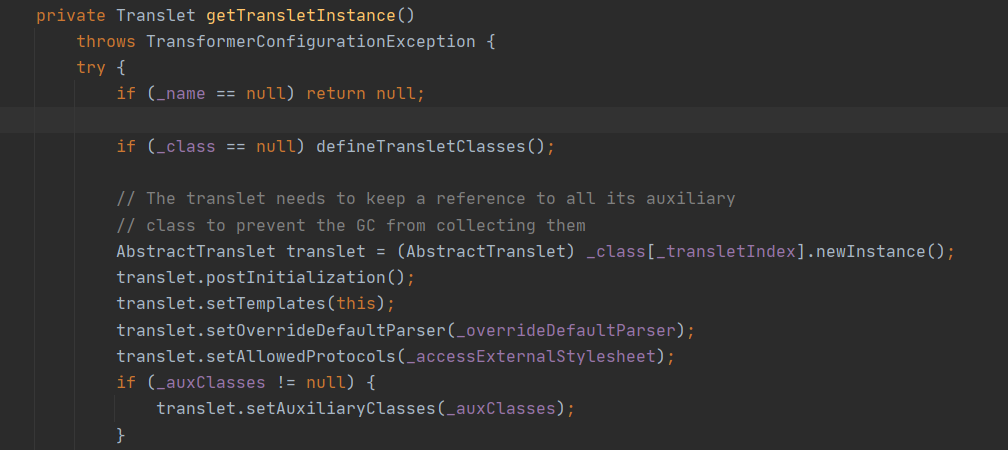 private Translet getTransletInstance()
throws TransformerConfigurationException {
try {
if (_name == null) return null;
if (_class == null) defineTransletClasses();
// The translet needs to keep a reference to all its auxiliary
// class to prevent the GC from collecting them
AbstractTranslet translet = (AbstractTranslet) _class[_transletIndex].newInstance();
translet.postInitialization();
translet.setTemplates(this);
translet.setOverrideDefaultParser(_overrideDefaultParser);
translet.setAllowedProtocols(_accessExternalStylesheet);
if (_auxClasses != null) {
translet.setAuxiliaryClasses(_auxClasses);
}